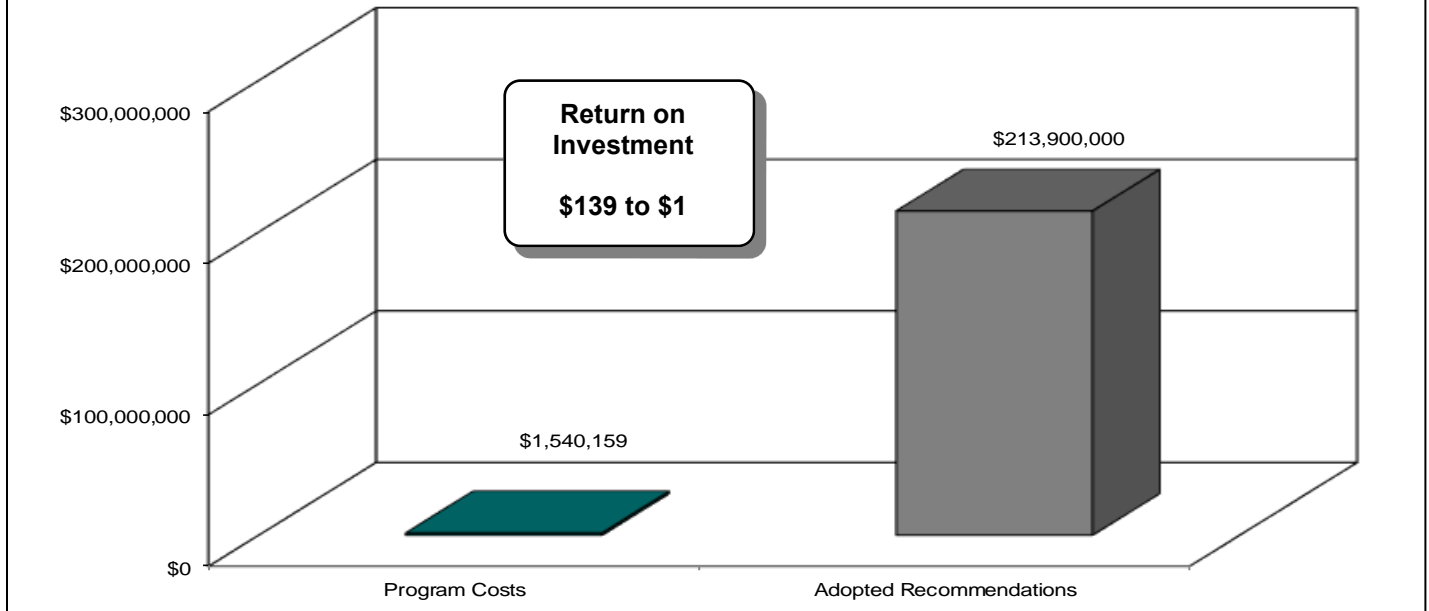 $300,000,000
$200,000,000
$100,000,000
$0
Return on
Investment
$139 to $1
$213,900,000
$1,540,159
Program Costs
Adopted Recommendations